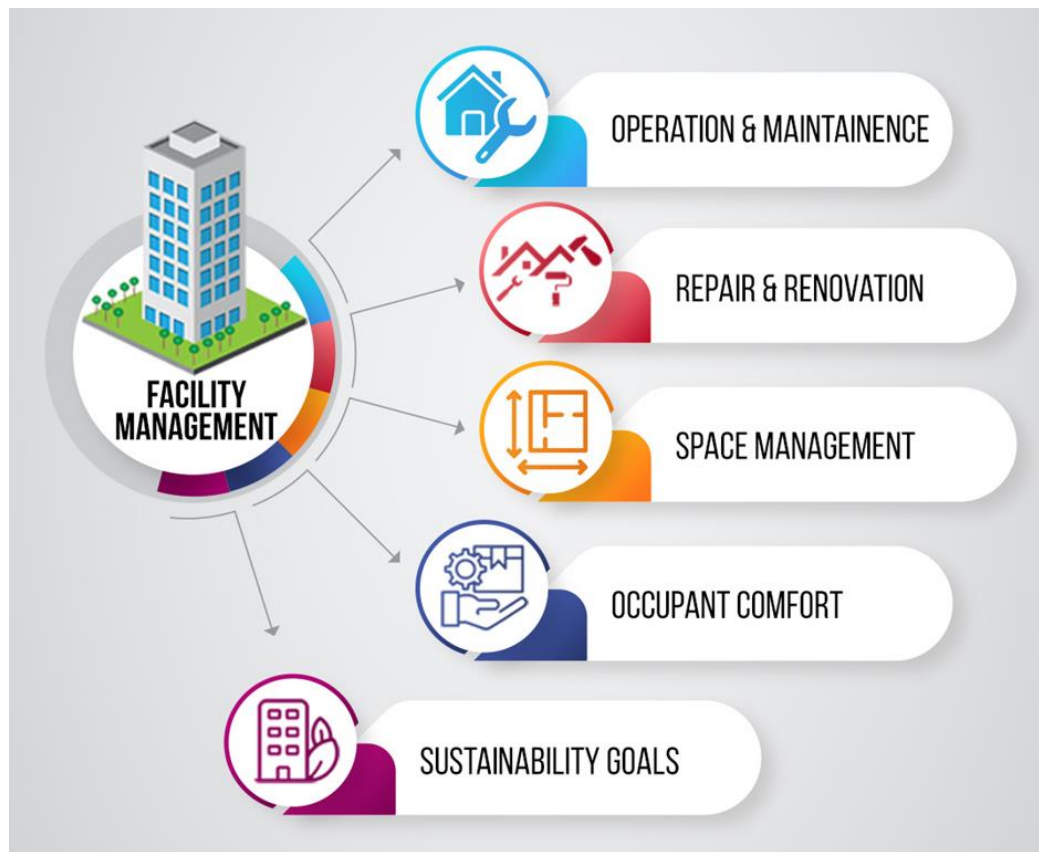 FACILITY
MANAGEMENT
OPERATION & MAINTAINENCE
REPAIR & RENOVATION
SPACE MANAGEMENT
OCCUPANT COMFORT
SUSTAINABILITY GOALS